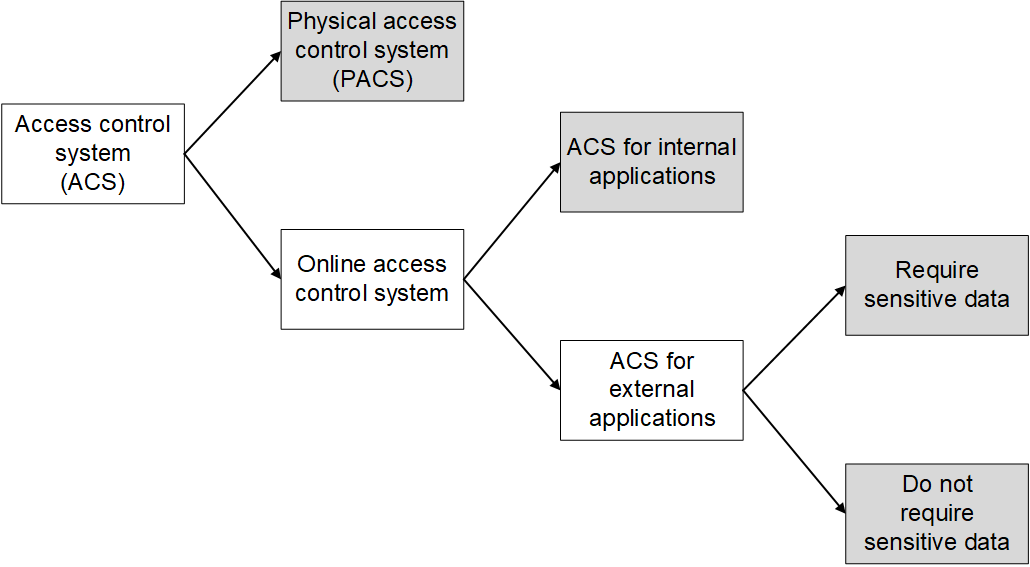 Physical access
control system
(PACS)
Access control
system
(ACS)
ACS for internal
applications
Online access
control system
Require
sensitive data
ACS for
external
applications
Do not
require
sensitive data